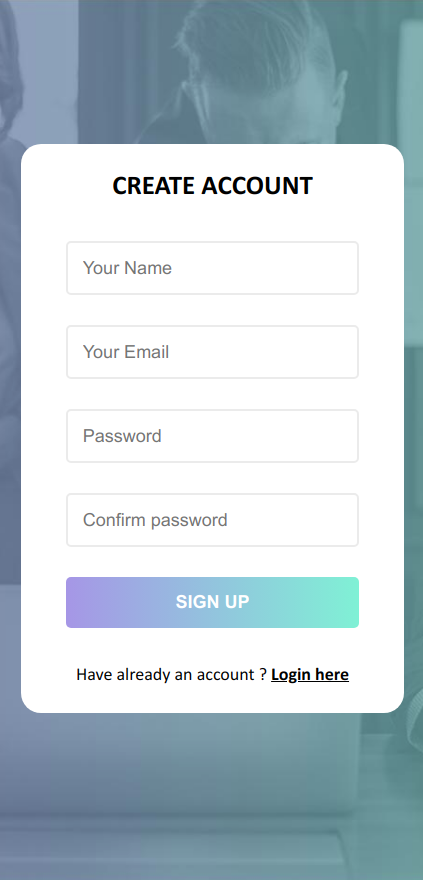 CREATE ACCOUNT
Your Name
Your Email
Password
Confirm password
SIGN UP
Have already an account ? Login here